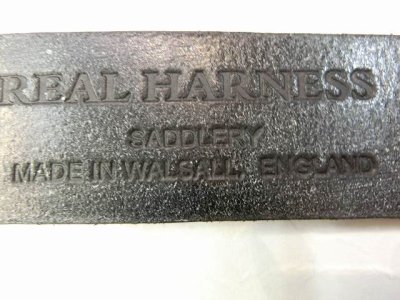 REAL HARNESS
SADDLERY
MADE IN WALSALL, ENGLAND